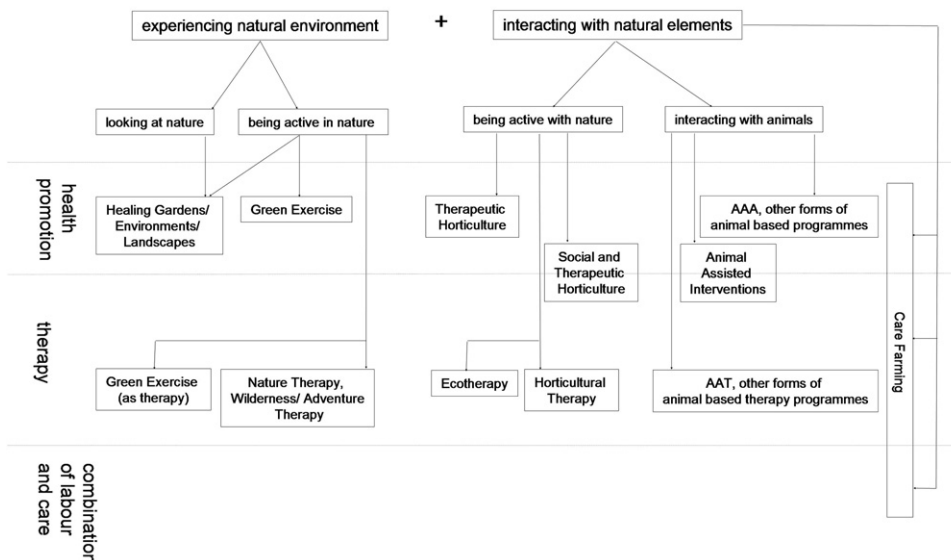 experiencing natural environment
+
interacting with natural elements
looking at nature
being active in nature
being active with nature
interacting with animals
health
promotion
Healing Gardens/
Environments/
Landscapes
Green Exercise
Therapeutic
Horticulture
AAA, other forms of
animal based programmes
Social and
Therapeutic
Horticulture
Animal
Assisted
Interventions
Care Farming
therapy
Green Exercise
(as therapy)
Nature Therapy,
Wilderness/ Adventure
Therapy
Ecotherapy
Horticultural
Therapy
AAT, other forms of
animal based therapy programmes
combination
of labour
and care